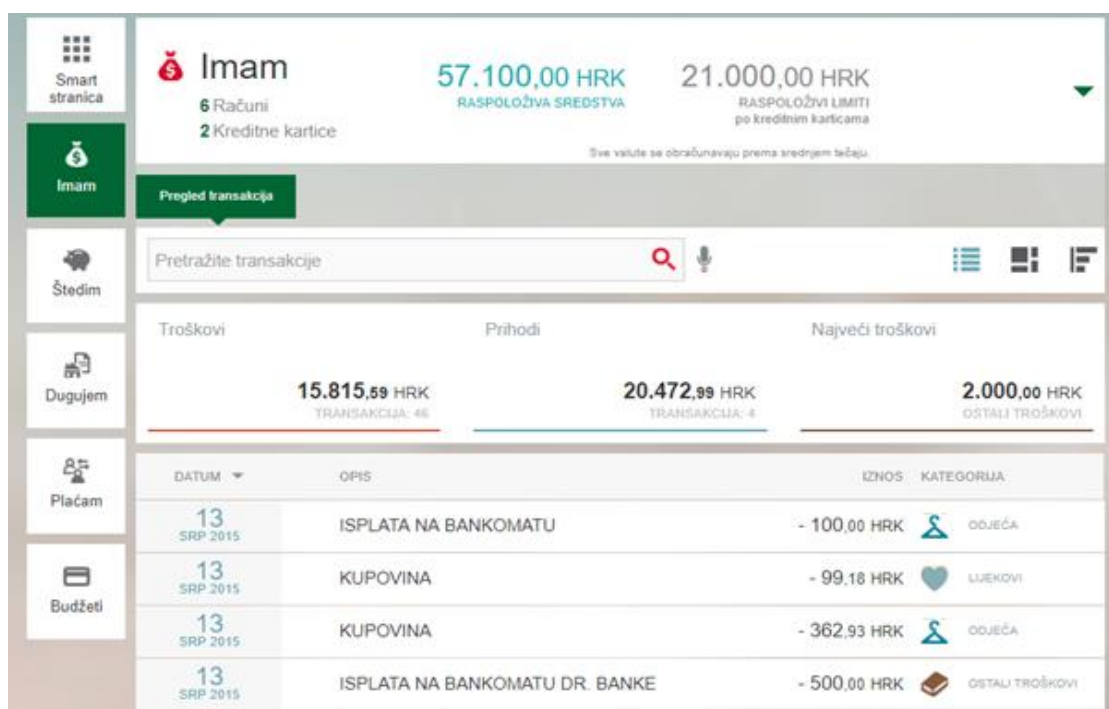 Smart
stranica
Imam
Štedim
Dugujem
Plaćam
Budžeti
Imam
6 Računi
2 Kreditne kartice
57.100,00 HRK
RASPOLOŽIVA SREDSTVA
21.000,00 HRK
RASPOLOŽIVI LIMITI
po kreditnim karticama
Sve valute se obračunavaju prema srednjem tečaju.
Pregled transakcija
Pretražite transakcije
Troškovi
15.815,59 HRK
TRANSAKCIJA: 46
Prihodi
20.472,99 HRK
TRANSAKCIJA: 4
Najveći troškovi
2.000,00 HRK
OSTALI TROŠKOVI
DATUM OPIS IZNOS KATEGORIJA
13 SRP 2015 ISPLATA NA BANKOMATU - 100,00 HRK ODJEĆA
13 SRP 2015 KUPOVINA - 99,18 HRK LIJEKOVI
13 SRP 2015 KUPOVINA - 362,93 HRK ODJEĆA
13 SRP 2015 ISPLATA NA BANKOMATU DR. BANKE - 500,00 HRK OSTALI TROŠKOVI